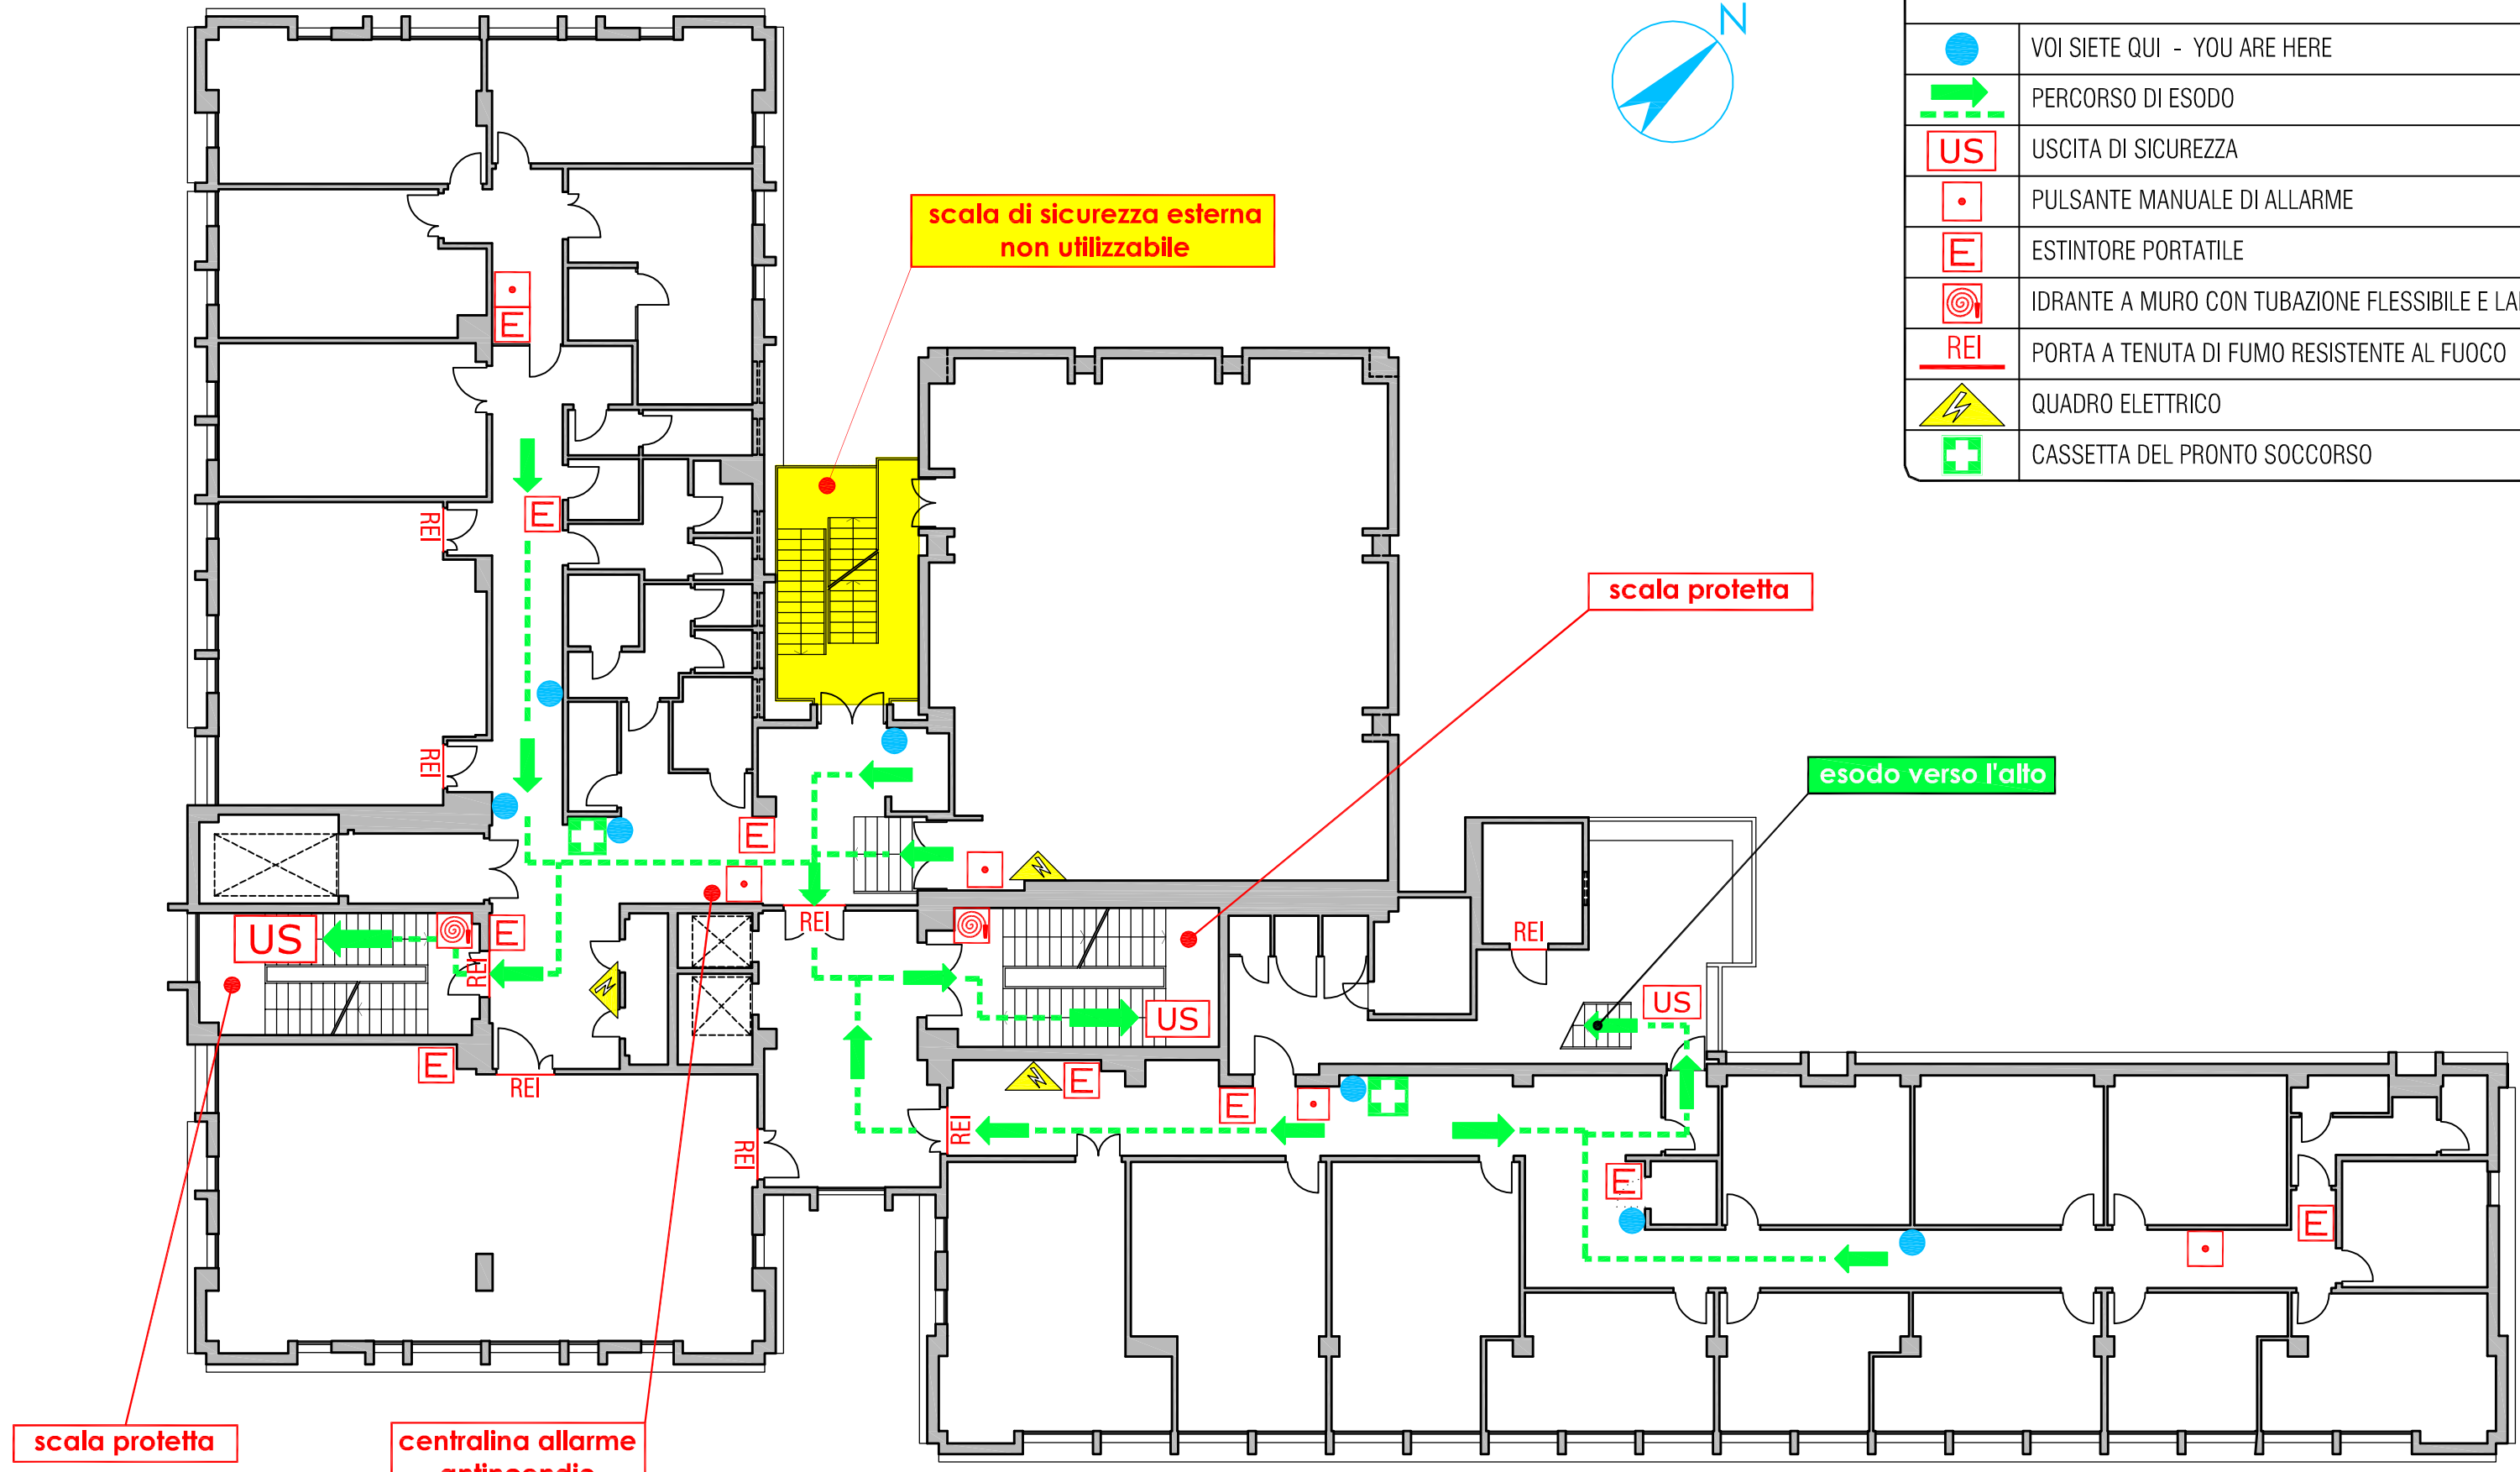 N
VOI SIETE QUI - YOU ARE HERE
PERCORSO DI ESODO
US USCITA DI SICUREZZA
PULSANTE MANUALE DI ALLARME
E ESTINTORE PORTATILE
IDRANTE A MURO CON TUBAZIONE FLESSIBILE E
REI PORTA A TENUTA DI FUMO RESISTENTE AL FUOCO
QUADRO ELETTRICO
CASSETTA DEL PRONTO SOCCORSO
scala di sicurezza esterna
non utilizzabile
E
E
REI
scala protetta
REI
esodo verso l'alto
E
REI
US
E
REI
REI
US
US
E
REI
E
E
REI
REI
REI
E
E
scala protetta
centralina allarme
antincendio